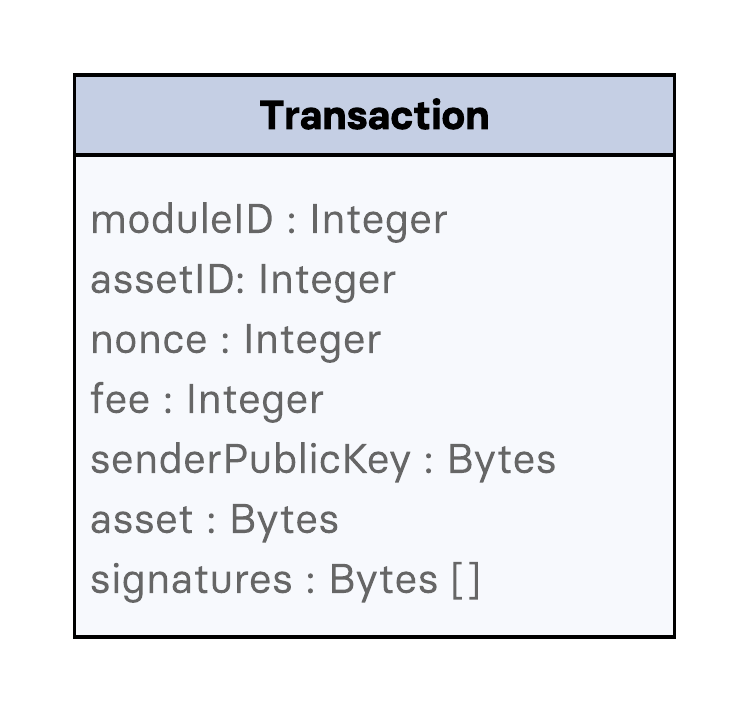 Transaction
moduleID : Integer
assetID: Integer
nonce : Integer
fee : Integer
senderPublicKey : Bytes
asset : Bytes
signatures : Bytes []